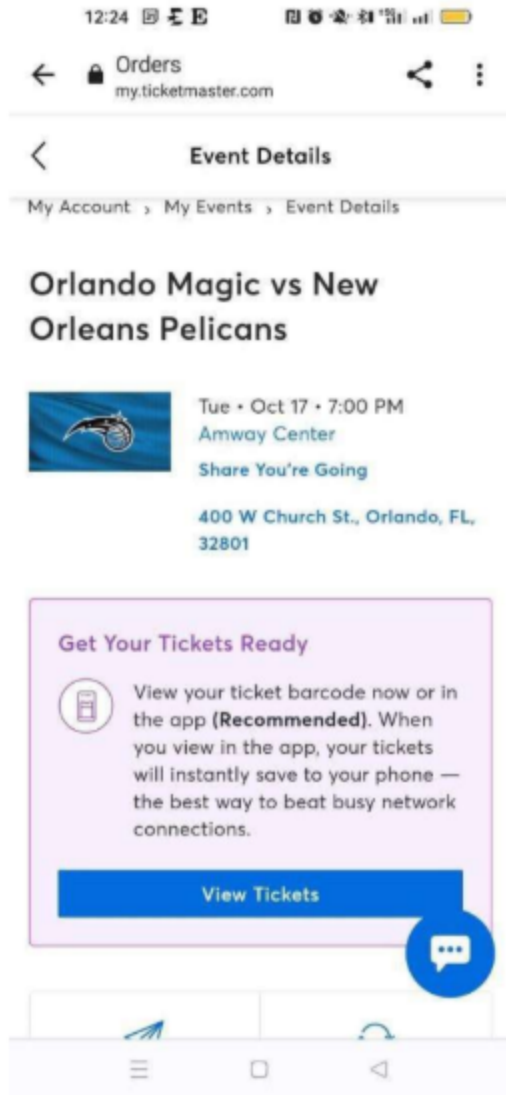 12:24
Orders
my.ticketmaster.com
Event Details
My Account › My Events › Event Details
Orlando Magic vs New
Orleans Pelicans
Tue • Oct 17 • 7:00 PM
Amway Center
Share You're Going
400 W Church St., Orlando, FL,
32801
Get Your Tickets Ready
View your ticket barcode now or in
the app (Recommended). When
you view in the app, your tickets
will instantly save to your phone —
the best way to beat busy network
connections.
View Tickets